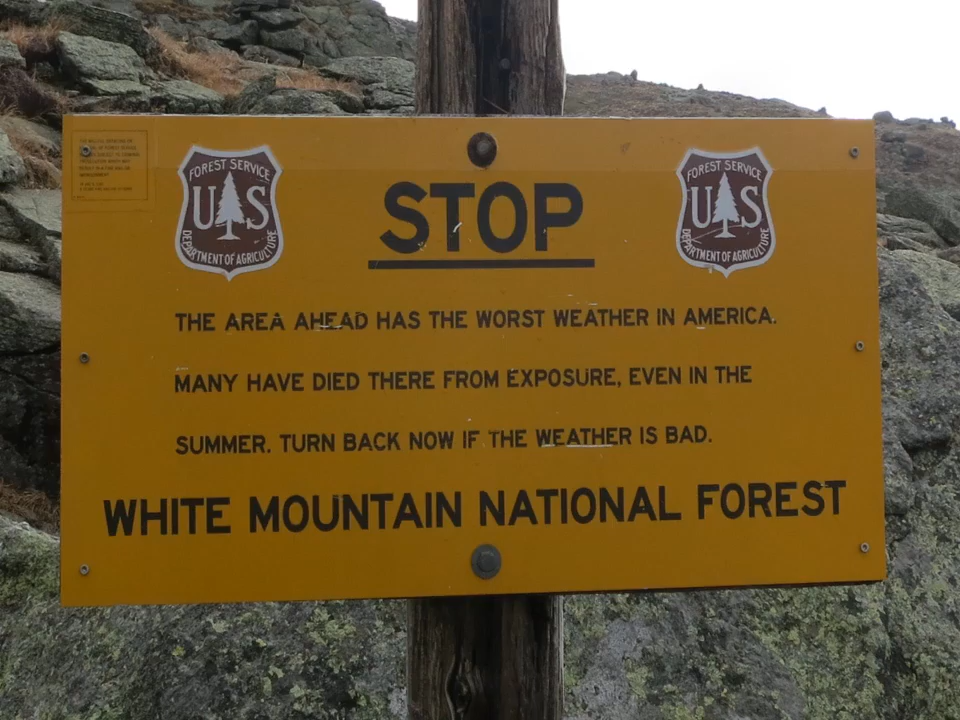 FOREST SERVICE
U S
DEPARTMENT OF AGRICULTURE
STOP
FOREST SERVICE
U S
DEPARTMENT OF AGRICULTURE
THE AREA AHEAD HAS THE WORST WEATHER IN AMERICA.
MANY HAVE DIED THERE FROM EXPOSURE, EVEN IN THE
SUMMER. TURN BACK NOW IF THE WEATHER IS BAD.
WHITE MOUNTAIN NATIONAL FOREST